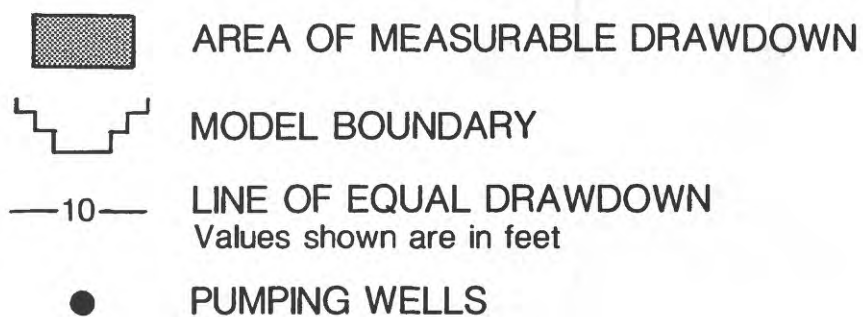 AREA OF MEASURABLE DRAWDOWN
MODEL BOUNDARY
—10— LINE OF EQUAL DRAWDOWN
Values shown are in feet
PUMPING WELLS